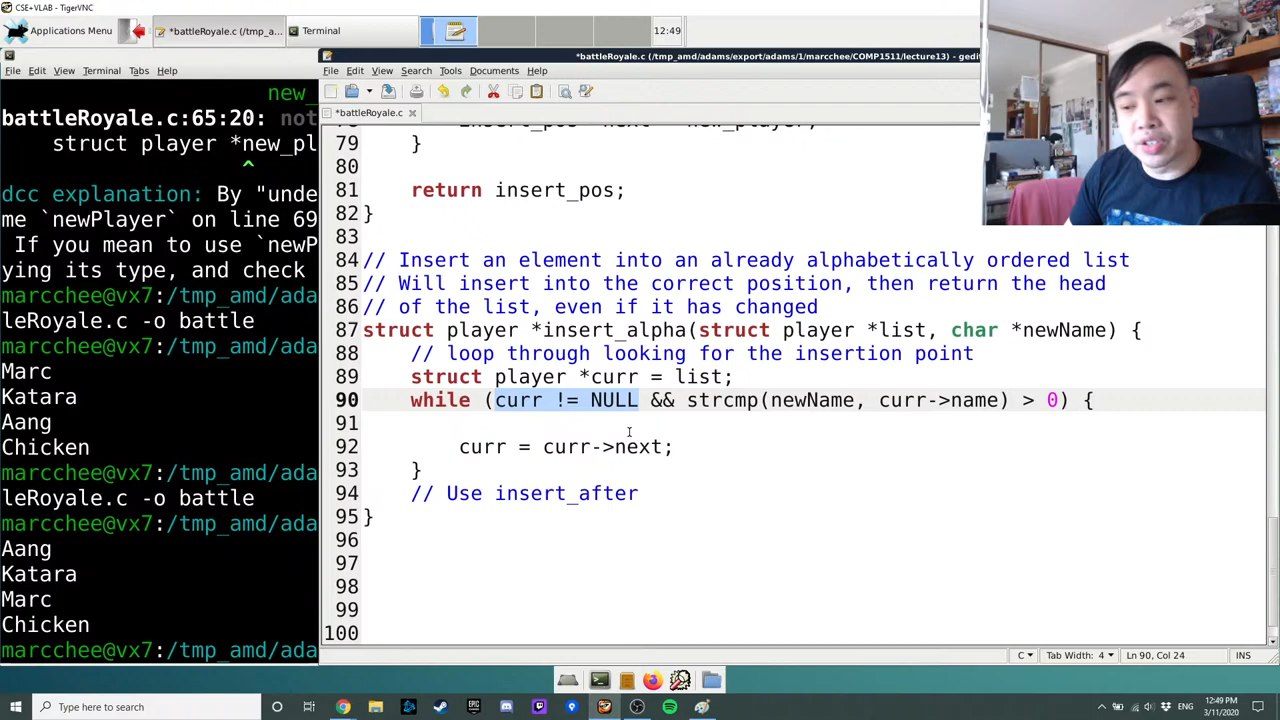 CSE+VLAB - TigerVNC
Applications Menu
*battleRoyale.c (/tmp_a...
Terminal
12:49
*battleRoyale.c (/tmp_amd/adams/export/adams/1/marcchee/COMP1511/lecture13) - gedi
File Edit View Terminal Tabs Help
File Edit View Search Tools Documents Help
*battleRoyale.c
new_
battleRoyale.c:65:20: not
struct player *new_pl
^
dcc explanation: By "unde
me `newPlayer` on line 69
If you mean to use `newP
ying its type, and check
marcchee@vx7:/tmp_amd/ada
leRoyale.c -o battle
marcchee@vx7:/tmp_amd/ada
Marc
Katara
Aang
Chicken
marcchee@vx7:/tmp_amd/ada
leRoyale.c -o battle
marcchee@vx7:/tmp_amd/ada
Aang
Katara
Marc
Chicken
marcchee@vx7:/tmp_amd/ada
79 }
80
81 return insert_pos;
82 }
83
84 // Insert an element into an already alphabetically ordered list
85 // Will insert into the correct position, then return the head
86 // of the list, even if it has changed
87 struct player *insert_alpha(struct player *list, char *newName) {
88 // loop through looking for the insertion point
89 struct player *curr = list;
90 while (curr != NULL && strcmp(newName, curr->name) > 0) {
91
92 curr = curr->next;
93 }
94 // Use insert_after
95 }
96
97
98
99
100
C Tab Width: 4 Ln 90, Col 24 INS
Type here to search
ENG
12:49 PM
3/11/2020